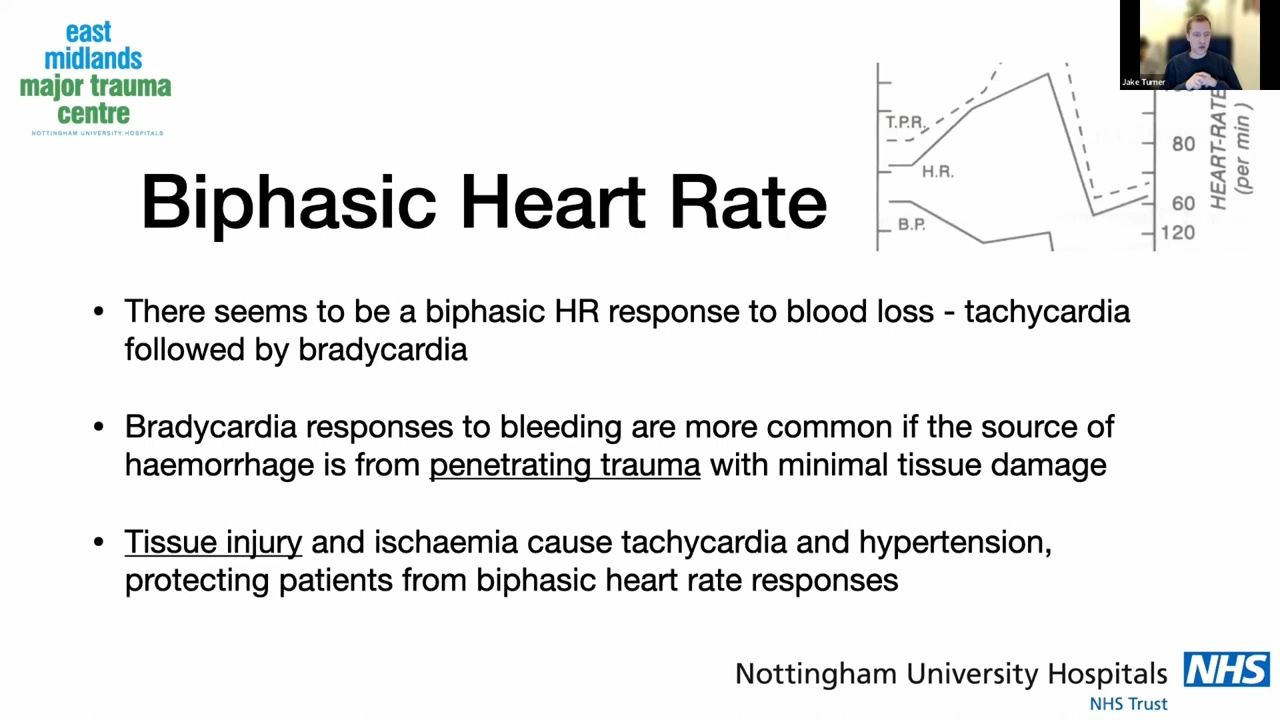 east
midlands
major trauma
centre
NOTTINGHAM UNIVERSITY HOSPITALS
Jake Turner
T.P.R.
H.R.
B.P.
80
60
120
HEART-RATE
(per min )
Biphasic Heart Rate
• There seems to be a biphasic HR response to blood loss - tachycardia
followed by bradycardia
• Bradycardia responses to bleeding are more common if the source of
haemorrhage is from penetrating trauma with minimal tissue damage
• Tissue injury and ischaemia cause tachycardia and hypertension,
protecting patients from biphasic heart rate responses
Nottingham University Hospitals
NHS
NHS Trust